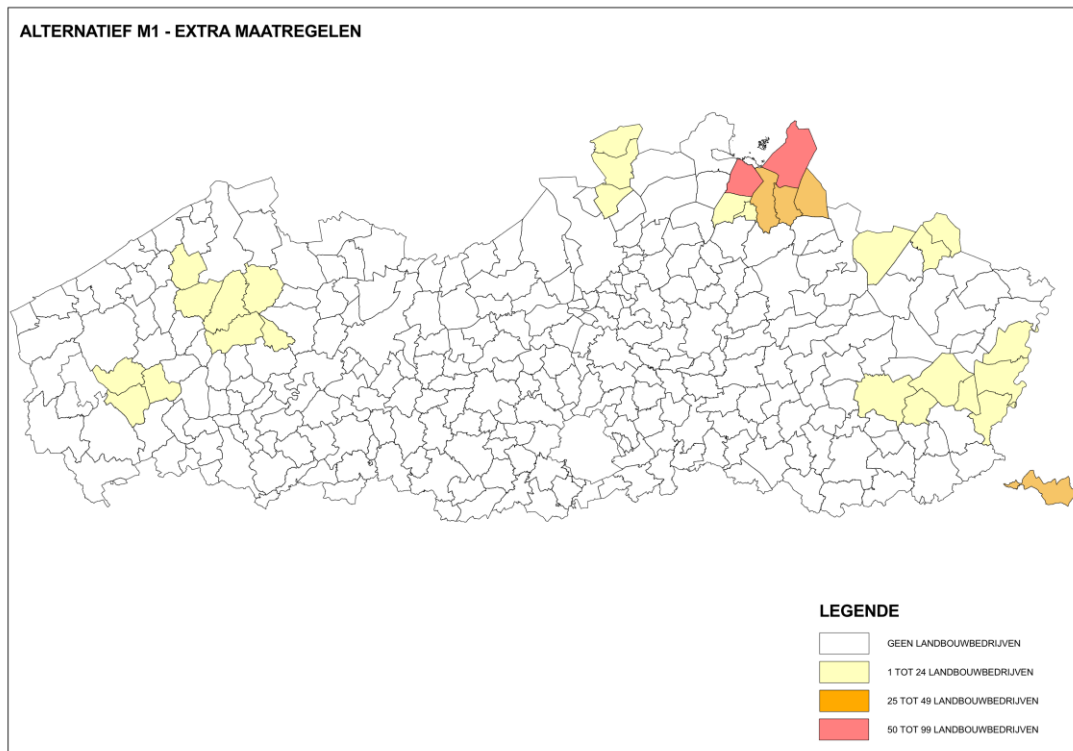 ALTERNATIEF M1 - EXTRA MAATREGELEN
LEGENDE
GEEN LANDBOUWBEDRIJVEN
1 TOT 24 LANDBOUWBEDRIJVEN
25 TOT 49 LANDBOUWBEDRIJVEN
50 TOT 99 LANDBOUWBEDRIJVEN